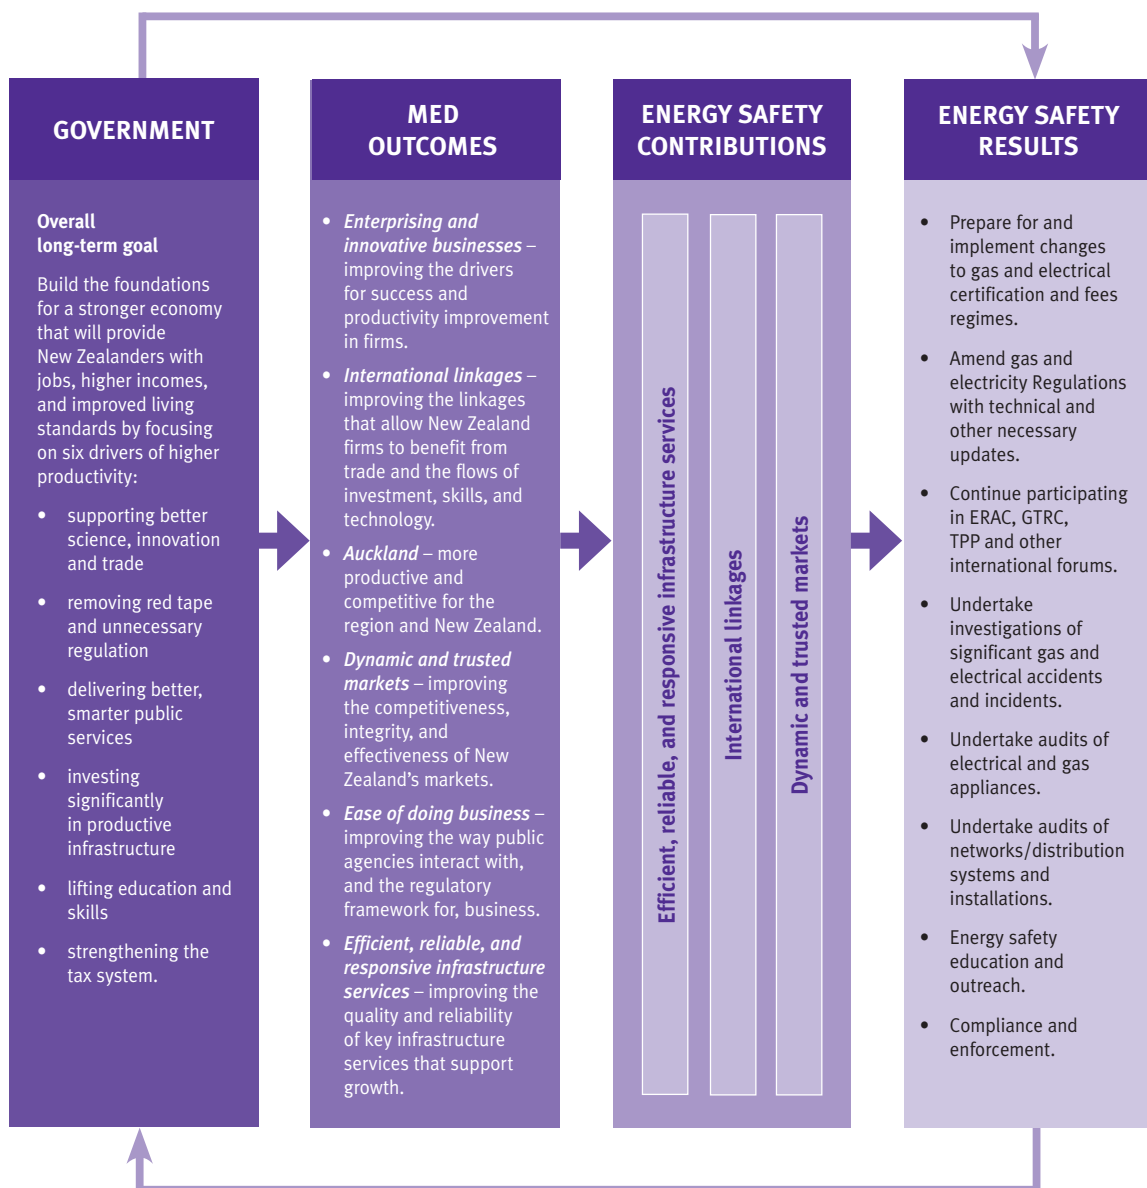 GOVERNMENT
Overall
long-term goal
Build the foundations
for a stronger economy
that will provide
New Zealanders with
jobs, higher incomes,
and improved living
standards by focusing
on six drivers of higher
productivity:
• supporting better
science, innovation
and trade
• removing red tape
and unnecessary
regulation
• delivering better,
smarter public
services
• investing
significantly
in productive
infrastructure
• lifting education and
skills
• strengthening the
tax system.
MED
OUTCOMES
• Enterprising and
innovative businesses –
improving the drivers
for success and
productivity improvement
in firms.
• International linkages –
improving the linkages
that allow New Zealand
firms to benefit from
trade and the flows of
investment, skills, and
technology.
• Auckland – more
productive and
competitive for the
region and New Zealand.
• Dynamic and trusted
markets – improving
the competitiveness,
integrity, and
effectiveness of New
Zealand’s markets.
• Ease of doing business –
improving the way public
agencies interact with,
and the regulatory
framework for, business.
• Efficient, reliable, and
responsive infrastructure
services – improving the
quality and reliability
of key infrastructure
services that support
growth.
ENERGY SAFETY
CONTRIBUTIONS
Efficient, reliable, and responsive infrastructure services
International linkages
Dynamic and trusted markets
ENERGY SAFETY
RESULTS
• Prepare for and
implement changes
to gas and electrical
certification and fees
regimes.
• Amend gas and
electricity Regulations
with technical and
other necessary
updates.
• Continue participating
in ERAC, GTRC,
TPP and other
international forums.
• Undertake
investigations of
significant gas and
electrical accidents
and incidents.
• Undertake audits of
electrical and gas
appliances.
• Undertake audits of
networks/distribution
systems and
installations.
• Energy safety
education and
outreach.
• Compliance and
enforcement.